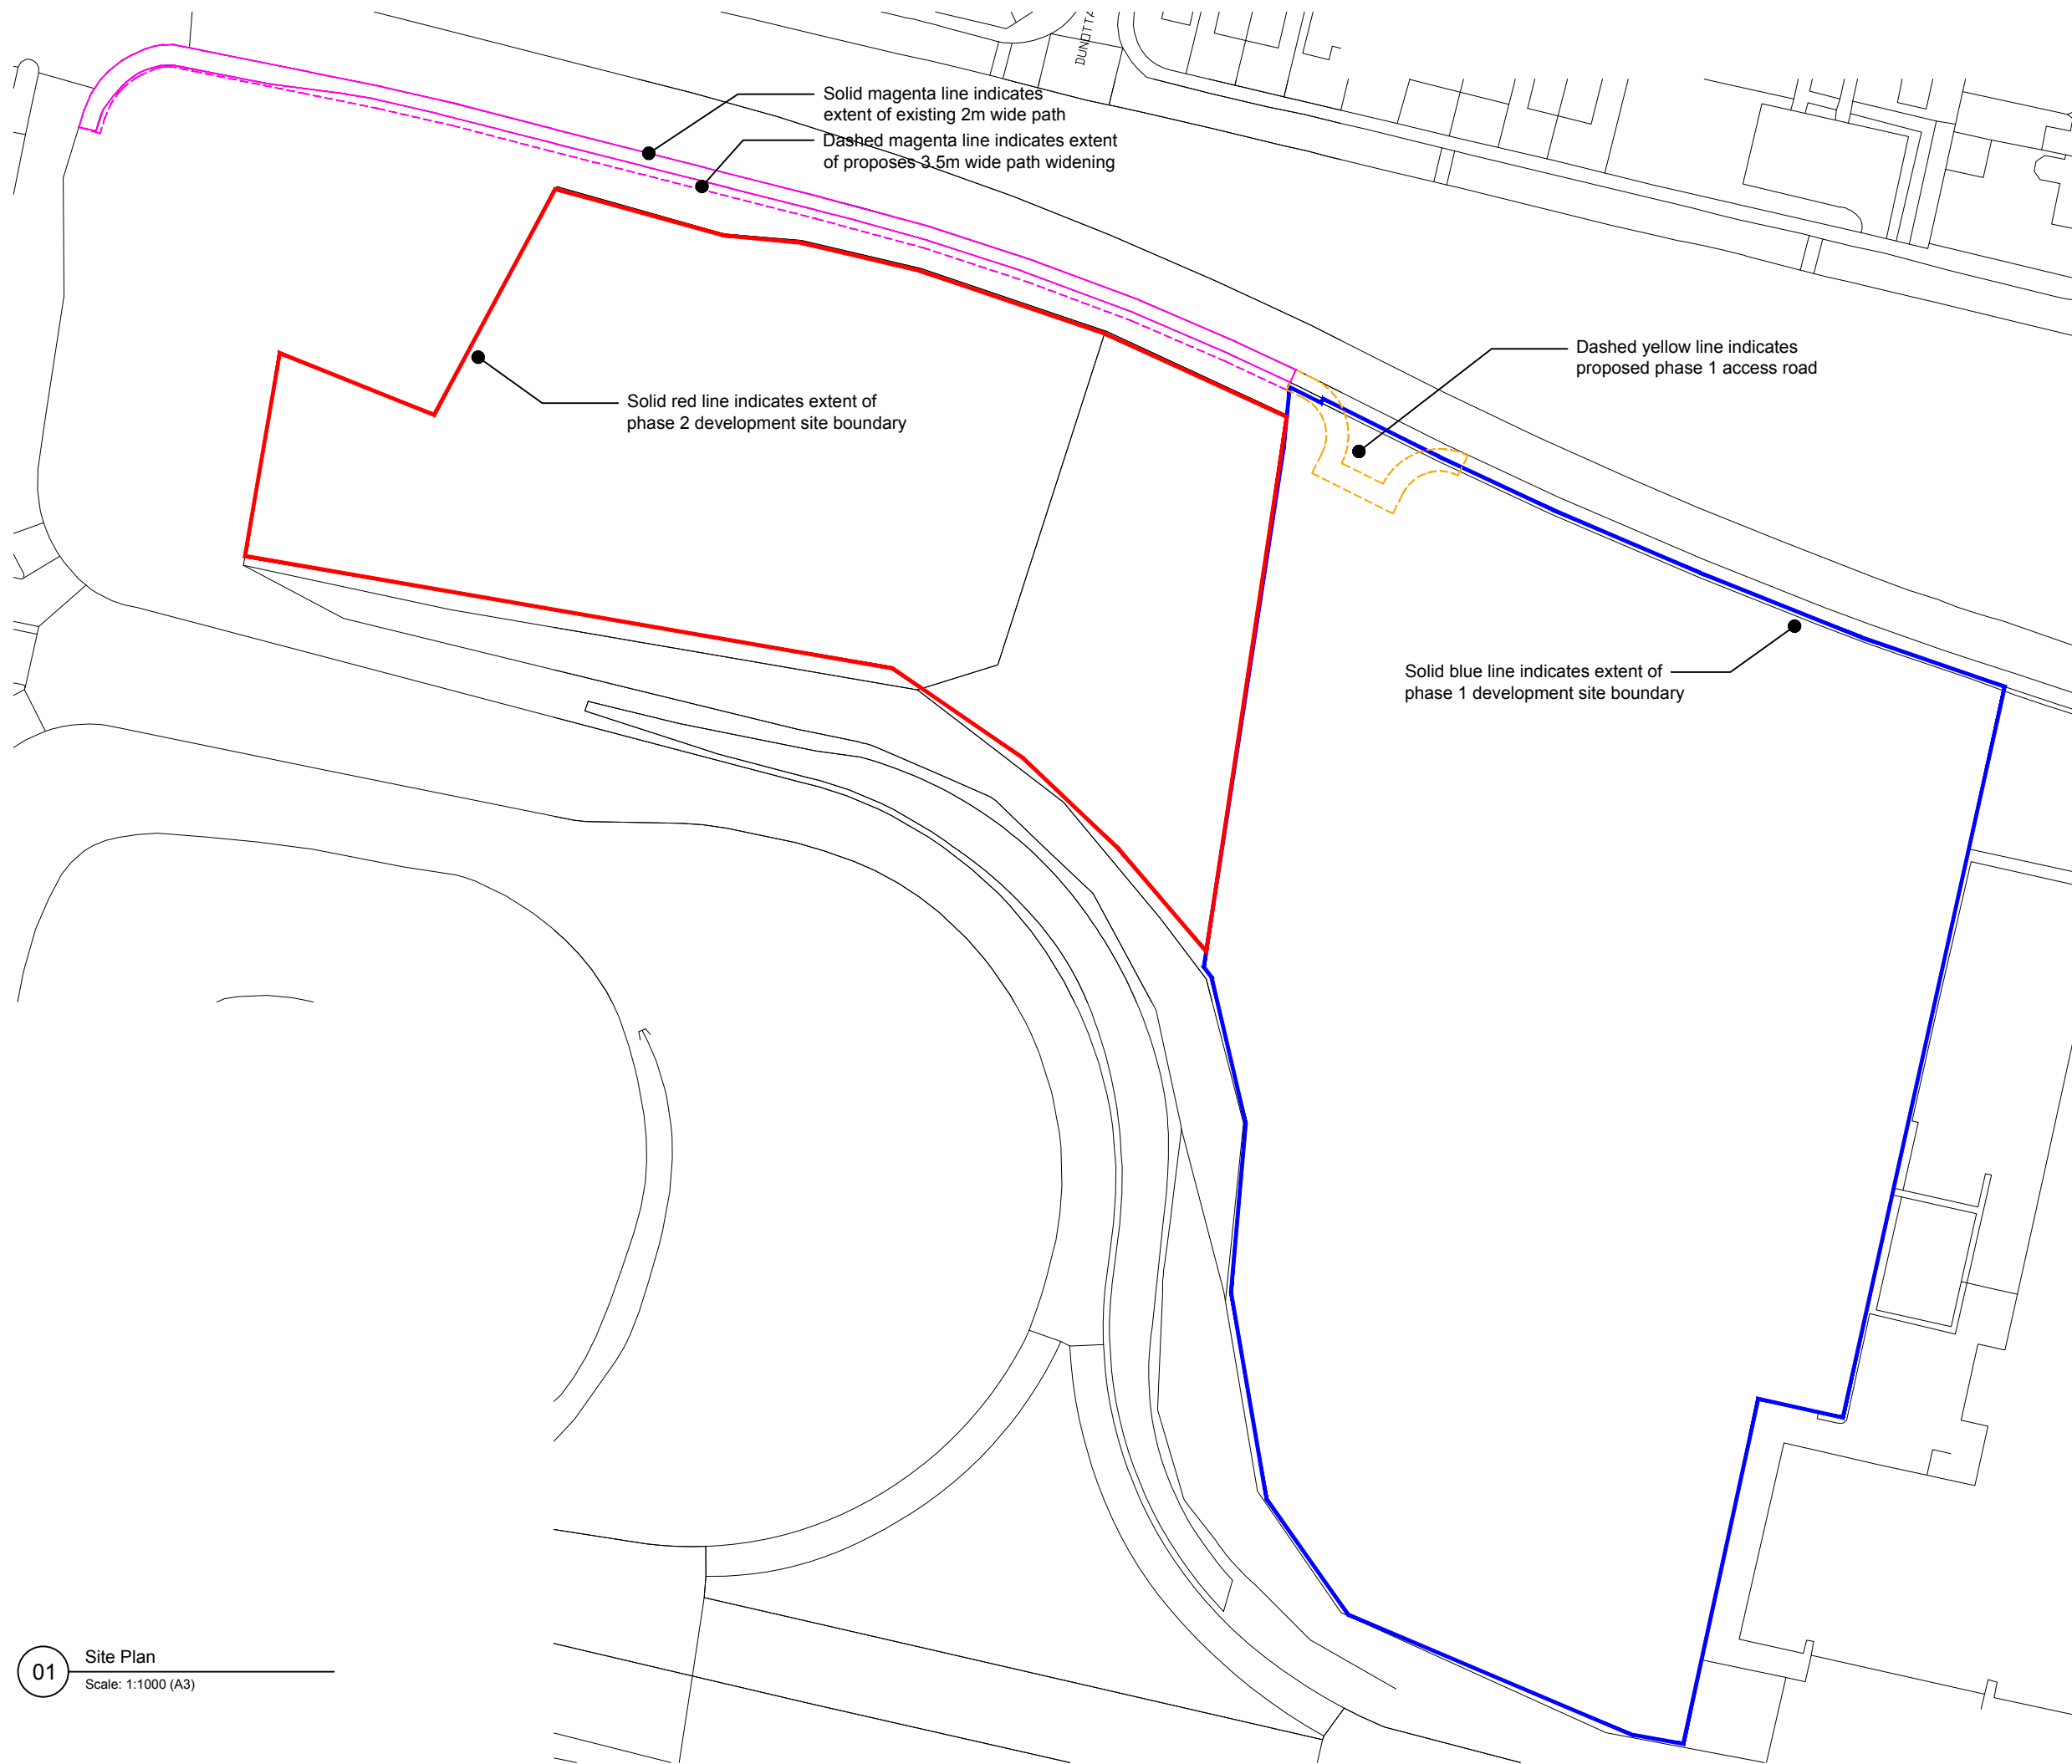 DUNOTTA
Solid magenta line indicates
extent of existing 2m wide path
Dashed magenta line indicates extent
of proposes 3.5m wide path widening
Dashed yellow line indicates
proposed phase 1 access road
Solid red line indicates extent of
phase 2 development site boundary
Solid blue line indicates extent of
phase 1 development site boundary
01
Site Plan
Scale: 1:1000 (A3)